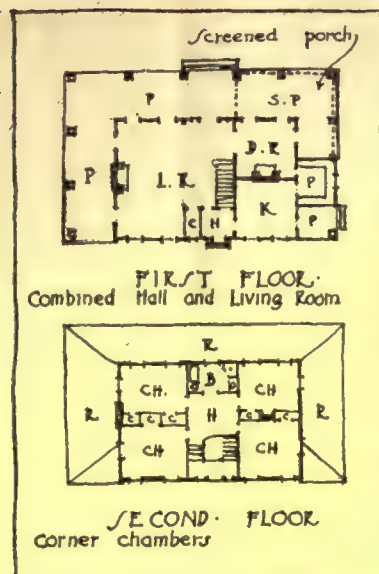 screened porch
P
S.P
D.R
P
L.R
P
C
H
K
P
FIRST FLOOR.
Combined Hall and Living Room
R
B
CH.
CH
R
C
C
C
H
C
C
R
CH
CH
SECOND. FLOOR
Corner chambers